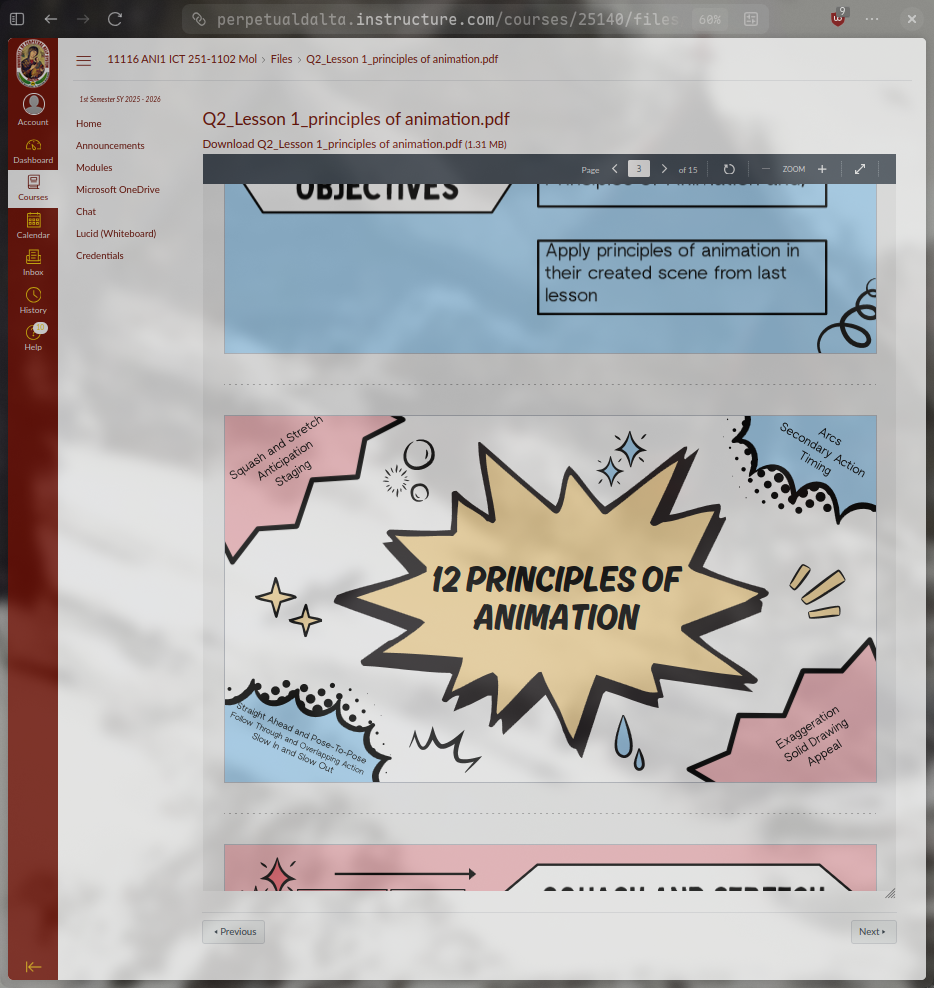 perpetualdalta.instructure.com/courses/25140/files
60%
9
11116 ANI1 ICT 251-1102 Mol › Files › Q2_Lesson 1_principles of animation.pdf
1st Semester SY 2025 - 2026
Account
Dashboard
Courses
Calendar
Inbox
History
Help
Home
Announcements
Modules
Microsoft OneDrive
Chat
Lucid (Whiteboard)
Credentials
Q2_Lesson 1_principles of animation.pdf
Download Q2_Lesson 1_principles of animation.pdf (1.31 MB)
Page 3 of 15 ZOOM
OBJECTIVES
Principles of Animation and,
Apply principles of animation in
their created scene from last
lesson
Squash and Stretch
Anticipation
Staging
Arcs
Secondary Action
Timing
12 PRINCIPLES OF
ANIMATION
Straight Ahead and Pose-To-Pose
Follow Through and Overlapping Action
Slow In and Slow Out
Exaggeration
Solid Drawing
Appeal
SQUASH AND STRETCH
Previous
Next